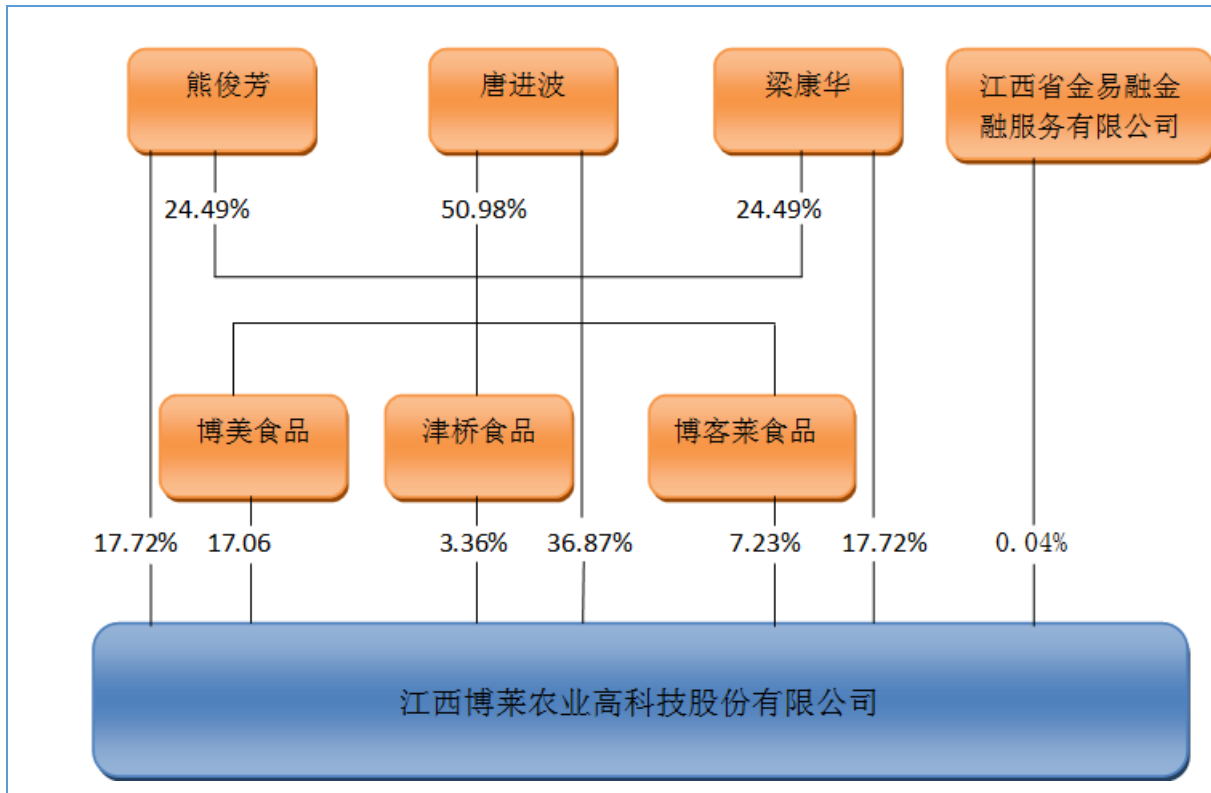 熊俊芳
唐进波
梁康华
江西省金易融金
融服务有限公司
24.49%
50.98%
24.49%
博美食品
津桥食品
博客莱食品
17.72%
17.06
3.36%
36.87%
7.23%
17.72%
0.04%
江西博莱农业高科技股份有限公司